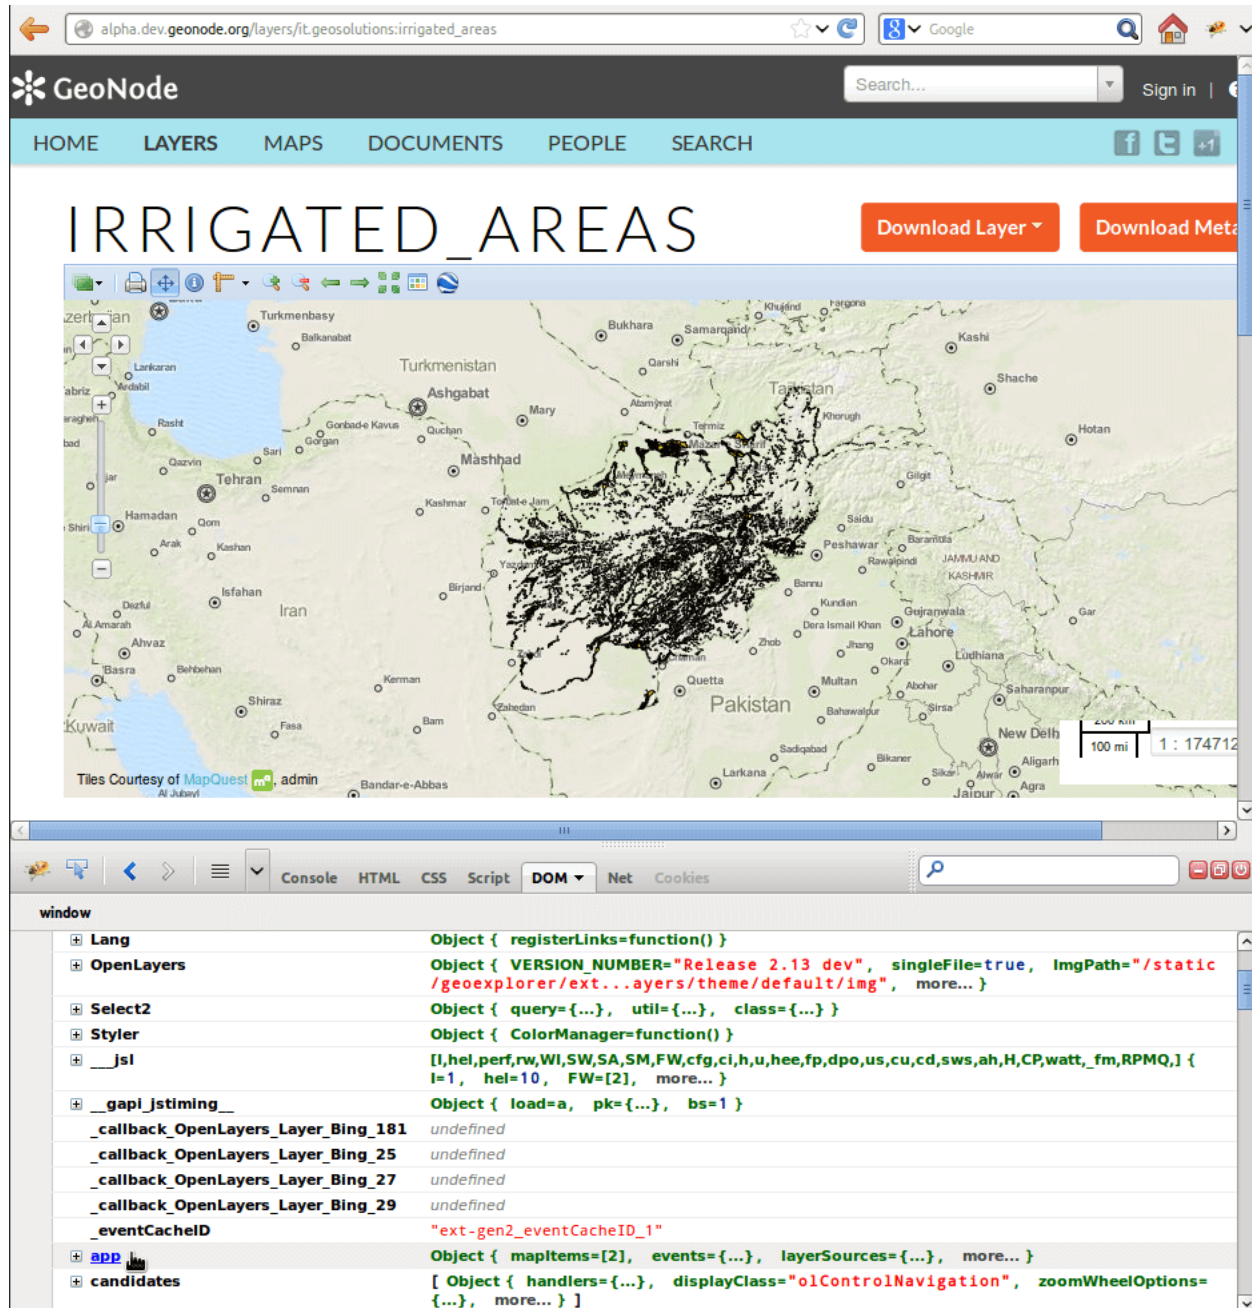 alpha.dev.geonode.org/layers/it.geosolutions:irrigated_areas
Google
GeoNode
Search...
Sign in |
HOME LAYERS MAPS DOCUMENTS PEOPLE SEARCH
IRRIGATED_AREAS
Download Layer
Download Meta
Turkmenbasy
Balkanabat
Bukhara
Samarqand
Khujand
Fargona
Kashi
Lankaran
Ardabil
Turkmenistan
Qarshi
Shache
Ashgabat
Mary
Atamyrat
Khorugh
Rasht
Gonbad-e Kavus
Quchan
Termiz
Hotan
Sari
Gorgan
Qazvin
Mashhad
Gilgit
Tehran
Semnan
Kashmar
Torbat-e Jam
Hamadan
Qom
Saidu
Arak
Kashan
Peshawar
Baramula
Rawalpindi
JAMMU AND
KASHMIR
Isfahan
Iran
Birjand
Bannu
Dezful
Kundian
Gujranwala
Gar
Al Amarah
Dera Ismail Khan
Lahore
Ahvaz
Zhob
Jhang
Okara
Ludhiana
Basra
Behbehan
Kerman
Quetta
Multan
Abohar
Saharanpur
Shiraz
Zahedan
Pakistan
Bahawalpur
Sirsa
Kuwait
Fasa
Bam
New Delh
100 mi
1 : 174712
Sadiqabad
Bikaner
Aligarh
Tiles Courtesy of MapQuest , admin
Bandar-e-Abbas
Larkana
Sikar
Alwar
Agra
Al Jubayl
Jaipur
Console HTML CSS Script DOM Net Cookies
window
Lang Object { registerLinks=function() }
OpenLayers Object { VERSION_NUMBER="Release 2.13 dev", singleFile=true, ImgPath="/static
/geoexplorer/ext...ayers/theme/default/img", more... }
Select2 Object { query={...}, util={...}, class={...} }
Styler Object { ColorManager=function() }
___jsl [l,hel,perf,rw,WI,SW,SA,SM,FW,cfg,ci,h,u,hee,fp,dpo,us,cu,cd,sws,ah,H,CP,watt,_fm,RPMQ,] {
l=1, hel=10, FW=[2], more... }
__gapi_jstiming__ Object { load=a, pk={...}, bs=1 }
_callback_OpenLayers_Layer_Bing_181 undefined
_callback_OpenLayers_Layer_Bing_25 undefined
_callback_OpenLayers_Layer_Bing_27 undefined
_callback_OpenLayers_Layer_Bing_29 undefined
_eventCacheID "ext-gen2_eventCacheID_1"
app Object { mapItems=[2], events={...}, layerSources={...}, more... }
candidates [ Object { handlers={...}, displayClass="olControlNavigation", zoomWheelOptions=
{...}, more... } ]